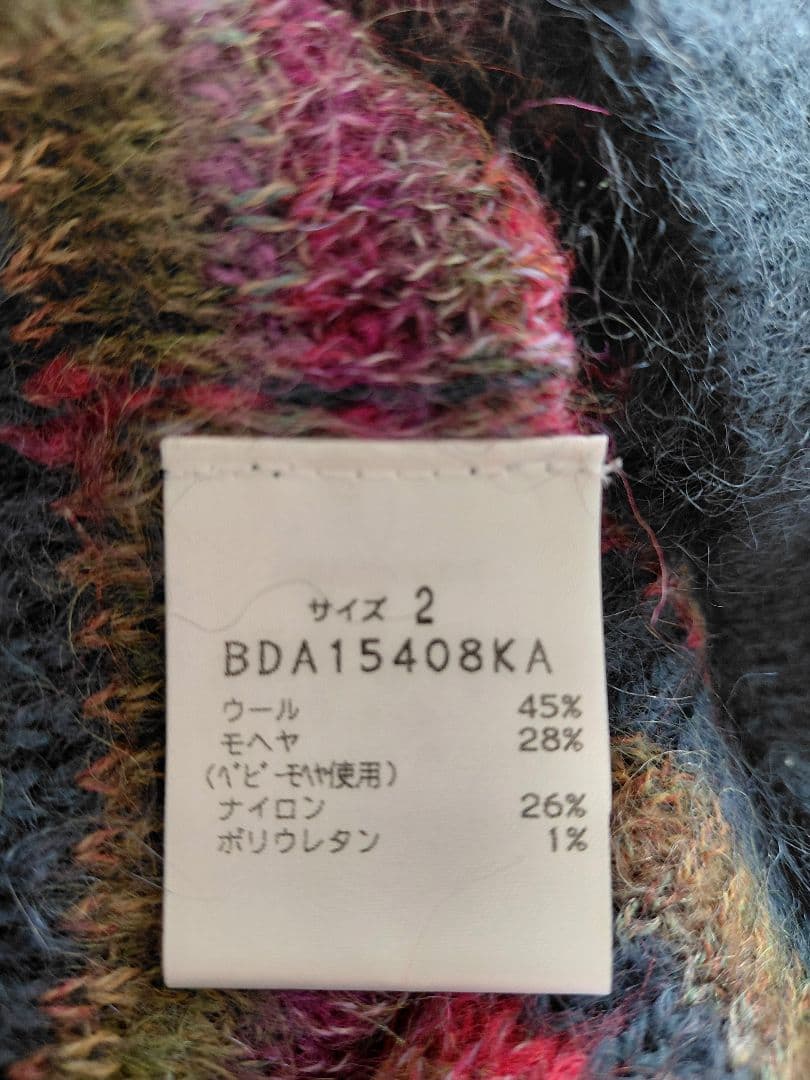 サイズ 2
BDA15408KA
ウール 45%
モヘヤ 28%
(ﾍﾞﾋﾞｰﾓﾍﾔ使用)
ナイロン 26%
ポリウレタン 1%